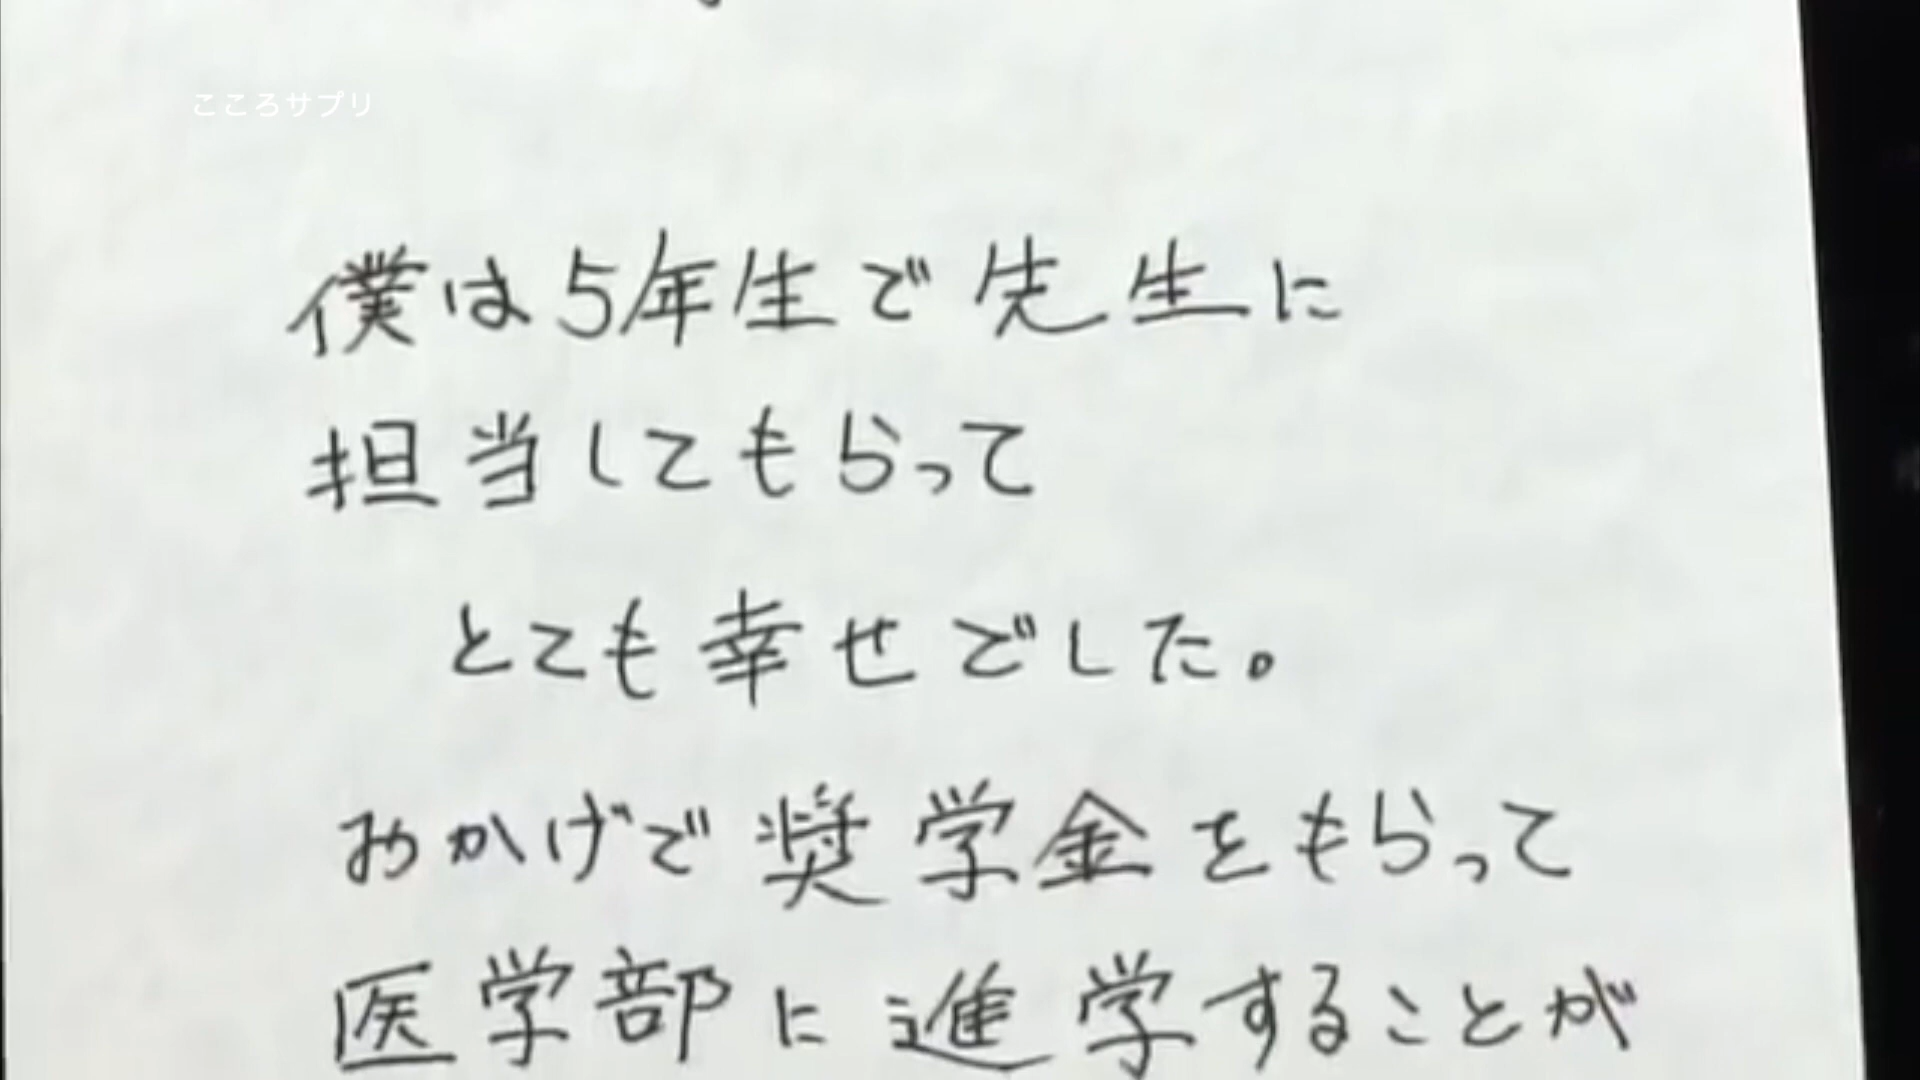 こころサプリ
僕は5年生で先生に
担当してもらって
とても幸せでした。
おかげで奨学金をもらって
医学部に進学することが